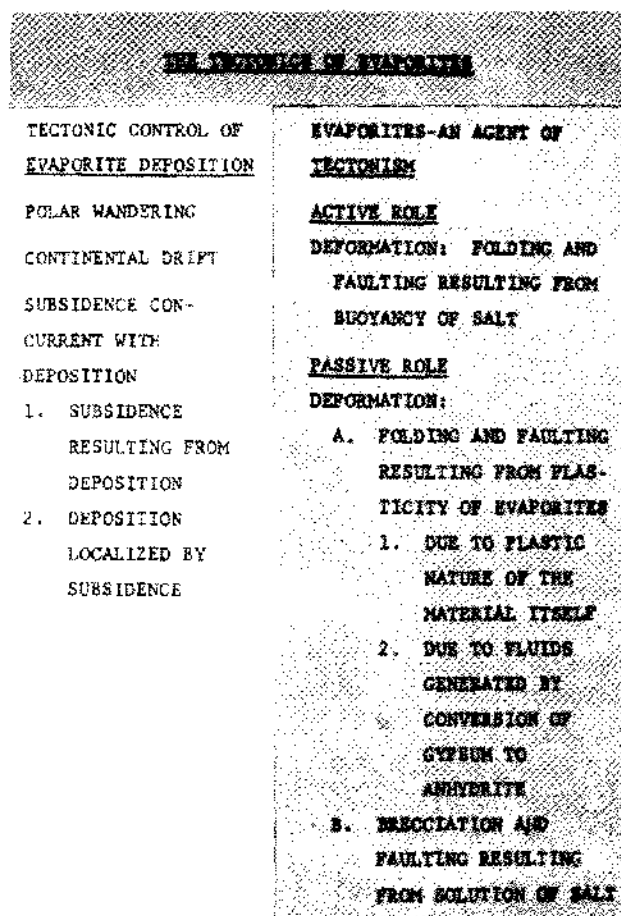 THE TECTONICS OF EVAPORITES
TECTONIC CONTROL OF
EVAPORITE DEPOSITION
POLAR WANDERING
CONTINENTAL DRIFT
SUBSIDENCE CON-
CURRENT WITH
DEPOSITION
1. SUBSIDENCE
RESULTING FROM
DEPOSITION
2. DEPOSITION
LOCALIZED BY
SUBSIDENCE
EVAPORITES-AN AGENT OF
TECTONISM
ACTIVE ROLE
DEFORMATION: FOLDING AND
FAULTING RESULTING FROM
BUOYANCY OF SALT
PASSIVE ROLE
DEFORMATION:
A. FOLDING AND FAULTING
RESULTING FROM PLAS-
TICITY OF EVAPORITES
1. DUE TO PLASTIC
NATURE OF THE
MATERIAL ITSELF
2. DUE TO FLUIDS
GENERATED BY
CONVERSION OF
GYPSUM TO
ANHYDRITE
B. BRECCIATION AND
FAULTING RESULTING
FROM SOLUTION OF SALT